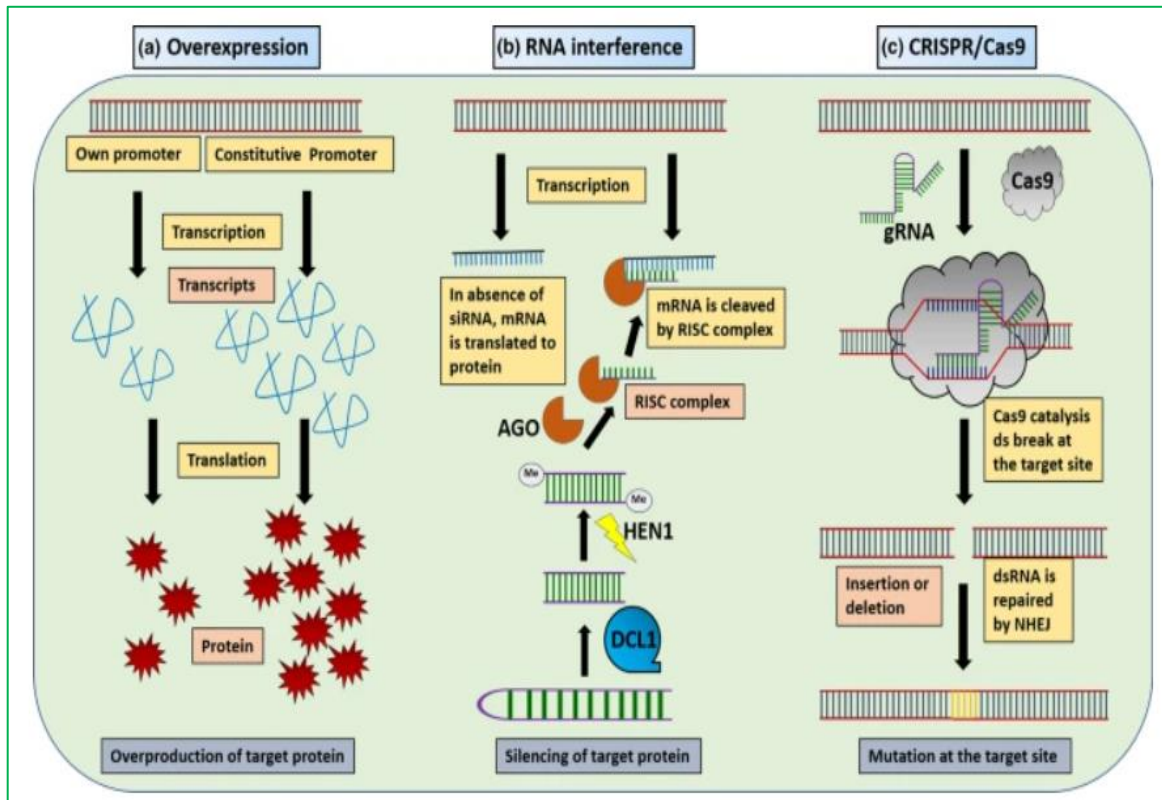 (a) Overexpression
Own promoter
Constitutive Promoter
Transcription
Transcripts
Translation
Protein
Overproduction of target protein
(b) RNA interference
Transcription
In absence of
siRNA, mRNA
is translated to
protein
mRNA is cleaved
by RISC complex
RISC complex
AGO
Me
Me
HEN1
DCL1
Silencing of target protein
(c) CRISPR/Cas9
Cas9
gRNA
Cas9 catalysis
ds break at
the target site
Insertion or
deletion
dsRNA is
repaired
by NHEJ
Mutation at the target site